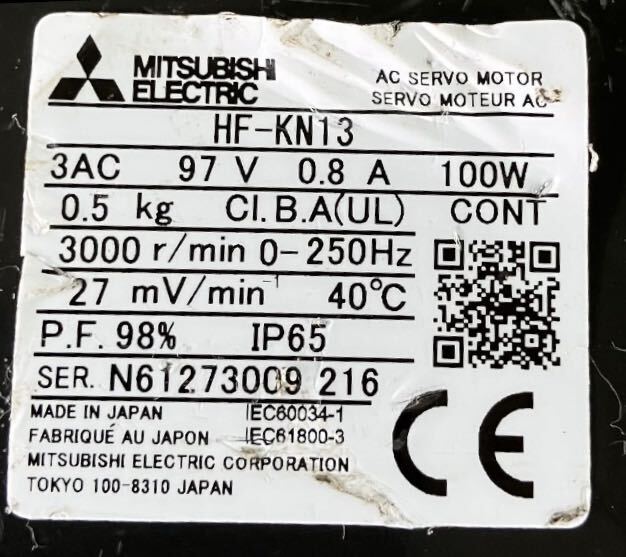 MITSUBISHI
ELECTRIC
AC SERVO MOTOR
SERVO MOTEUR AC
HF-KN13
3AC 97 V 0.8 A 100W
0.5 kg CI.B.A(UL) CONT
3000 r/min 0-250Hz
27 mV/min⁻¹ 40℃
P.F. 98% IP65
SER. N61273009 216
MADE IN JAPAN IEC60034-1
FABRIQUÉ AU JAPON IEC61800-3
MITSUBISHI ELECTRIC CORPORATION
TOKYO 100-8310 JAPAN
CE